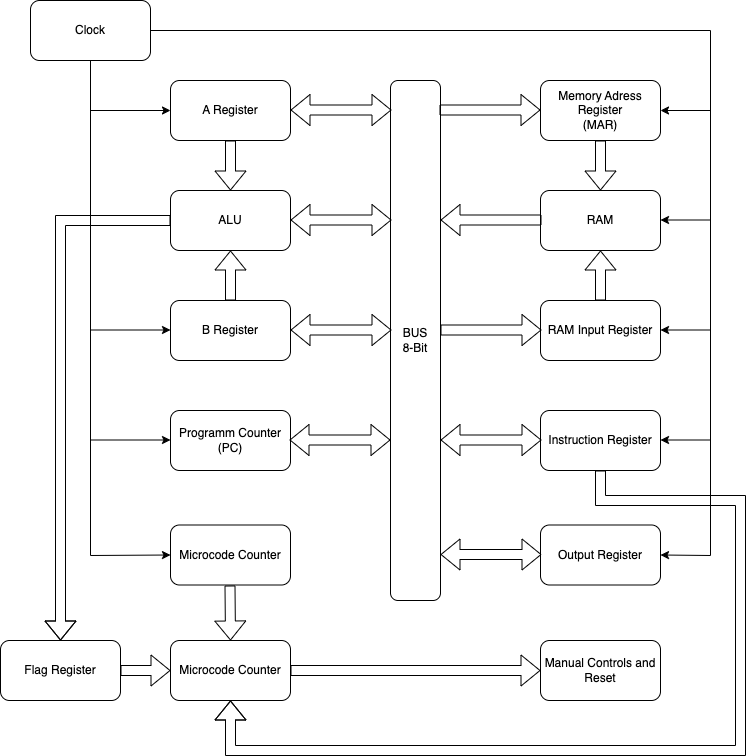 Clock
A Register
Memory Adress
Register
(MAR)
ALU
RAM
B Register
BUS
8-Bit
RAM Input Register
Programm Counter
(PC)
Instruction Register
Microcode Counter
Output Register
Flag Register
Microcode Counter
Manual Controls and
Reset